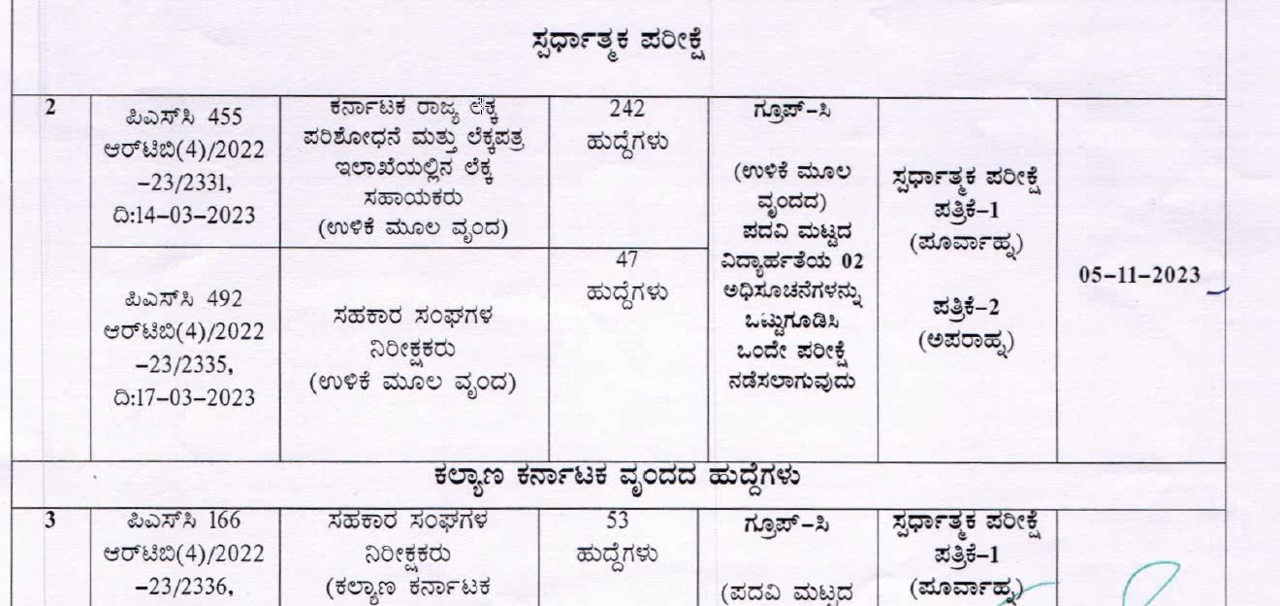 ಸ್ಪರ್ಧಾತ್ಮಕ ಪರೀಕ್ಷೆ
2
ಪಿಎಸ್‌ಸಿ 455
ಆರ್‌ಟಿಬಿ(4)/2022
-23/2331,
ದಿ:14-03-2023
ಕರ್ನಾಟಕ ರಾಜ್ಯ ಲೆಕ್ಕ
ಪರಿಶೋಧನೆ ಮತ್ತು ಲೆಕ್ಕಪತ್ರ
ಇಲಾಖೆಯಲ್ಲಿನ ಲೆಕ್ಕ
ಸಹಾಯಕರು
(ಉಳಿಕೆ ಮೂಲ ವೃಂದ)
242
ಹುದ್ದೆಗಳು
ಪಿಎಸ್‌ಸಿ 492
ಆರ್‌ಟಿಬಿ(4)/2022
-23/2335,
ದಿ:17-03-2023
ಸಹಕಾರ ಸಂಘಗಳ
ನಿರೀಕ್ಷಕರು
(ಉಳಿಕೆ ಮೂಲ ವೃಂದ)
47
ಹುದ್ದೆಗಳು
ಗ್ರೂಪ್-ಸಿ
(ಉಳಿಕೆ ಮೂಲ
ವೃಂದದ)
ಪದವಿ ಮಟ್ಟದ
ವಿದ್ಯಾರ್ಹತೆಯ 02
ಅಧಿಸೂಚನೆಗಳನ್ನು
ಒಟ್ಟುಗೂಡಿಸಿ
ಒಂದೇ ಪರೀಕ್ಷೆ
ನಡೆಸಲಾಗುವುದು
ಸ್ಪರ್ಧಾತ್ಮಕ ಪರೀಕ್ಷೆ
ಪತ್ರಿಕೆ-1
(ಪೂರ್ವಾಹ್ನ)
ಪತ್ರಿಕೆ-2
(ಅಪರಾಹ್ನ)
05-11-2023
ಕಲ್ಯಾಣ ಕರ್ನಾಟಕ ವೃಂದದ ಹುದ್ದೆಗಳು
3
ಪಿಎಸ್‌ಸಿ 166
ಆರ್‌ಟಿಬಿ(4)/2022
-23/2336,
ಸಹಕಾರ ಸಂಘಗಳ
ನಿರೀಕ್ಷಕರು
(ಕಲ್ಯಾಣ ಕರ್ನಾಟಕ
53
ಹುದ್ದೆಗಳು
ಗ್ರೂಪ್-ಸಿ
(ಪದವಿ ಮಟ್ಟದ
ಸ್ಪರ್ಧಾತ್ಮಕ ಪರೀಕ್ಷೆ
ಪತ್ರಿಕೆ-1
(ಪೂರ್ವಾಹ್ನ)